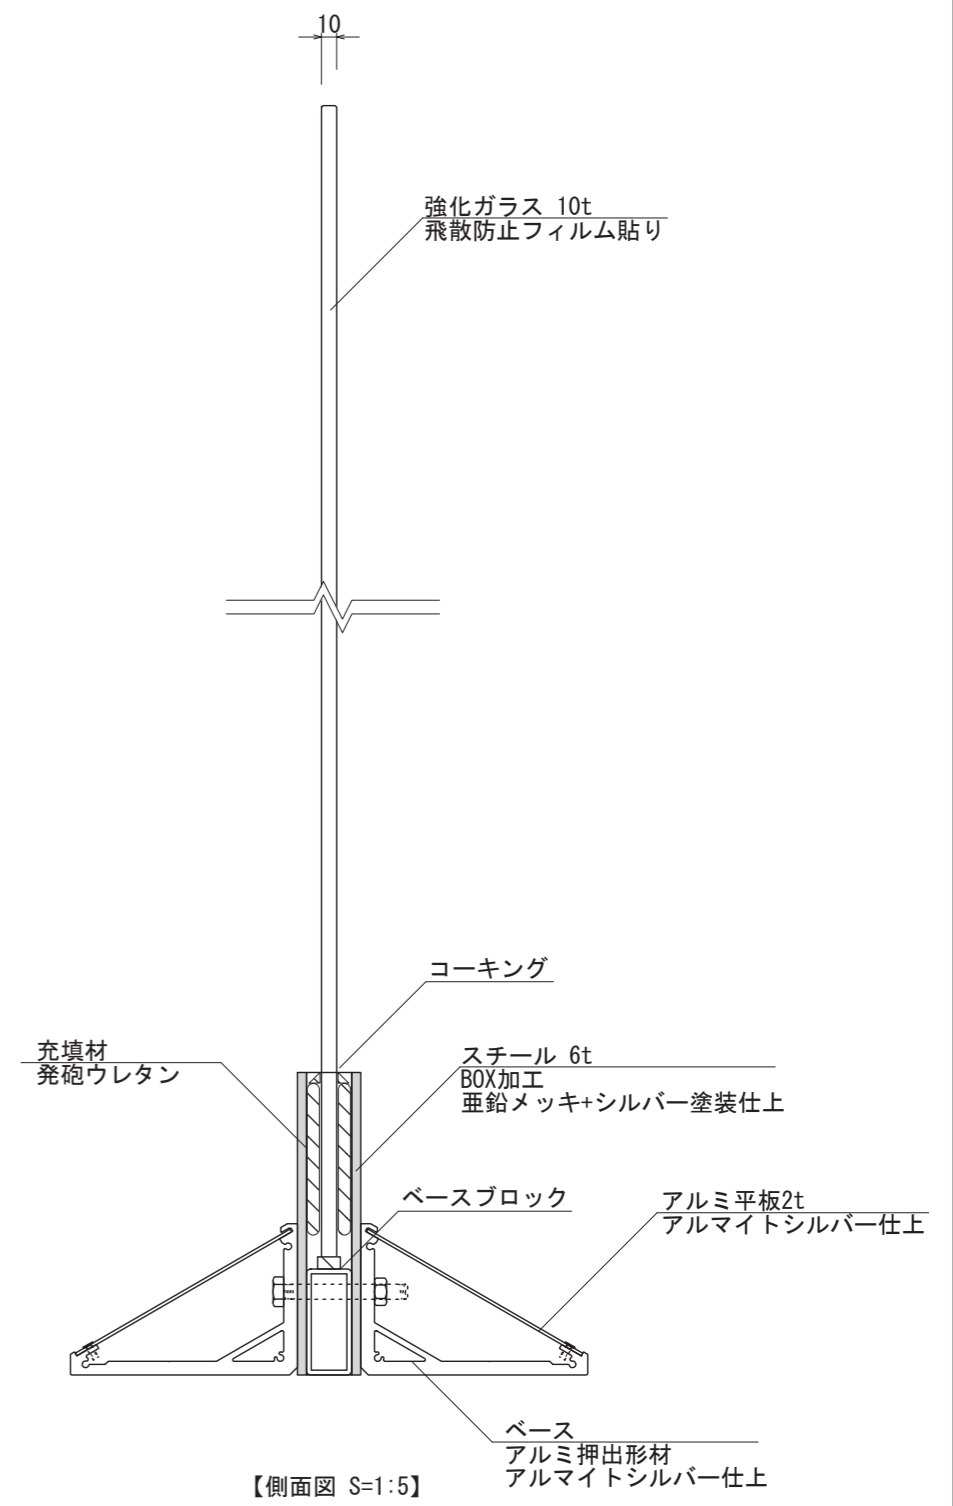 10
強化ガラス 10t
飛散防止フィルム貼り
コーキング
充填材
発砲ウレタン
スチール 6t
BOX加工
亜鉛メッキ+シルバー塗装仕上
ベースブロック
アルミ平板2t
アルマイトシルバー仕上
ベース
アルミ押出形材
アルマイトシルバー仕上
【側面図 S=1:5】